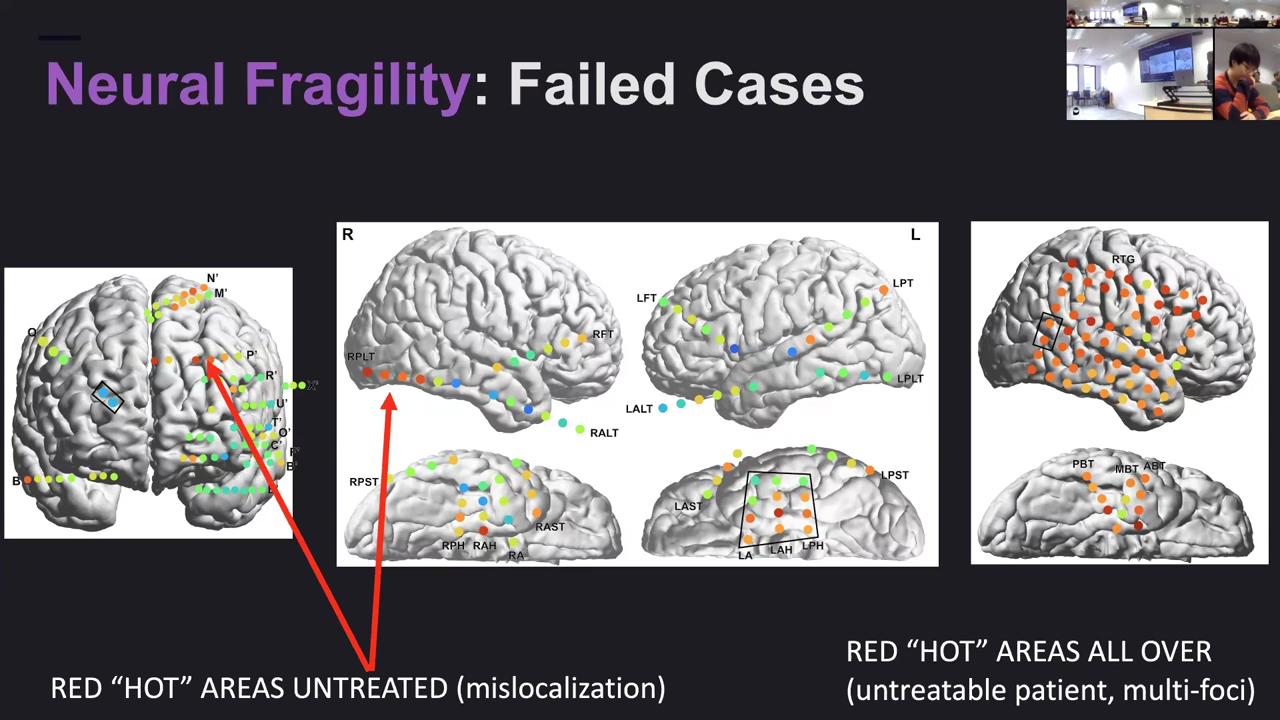 Neural Fragility: Failed Cases
N’
M’
Q
P’
R’
X’
U’
T’
O’
C’
F’
B’
B
R
L
RFT
RPLT
RALT
LFT
LPT
LPLT
LALT
RPST
RAST
RPH
RAH
RA
LPST
LAST
LA
LAH
LPH
RTG
PBT
MBT
ABT
RED “HOT” AREAS UNTREATED (mislocalization)
RED “HOT” AREAS ALL OVER
(untreatable patient, multi-foci)